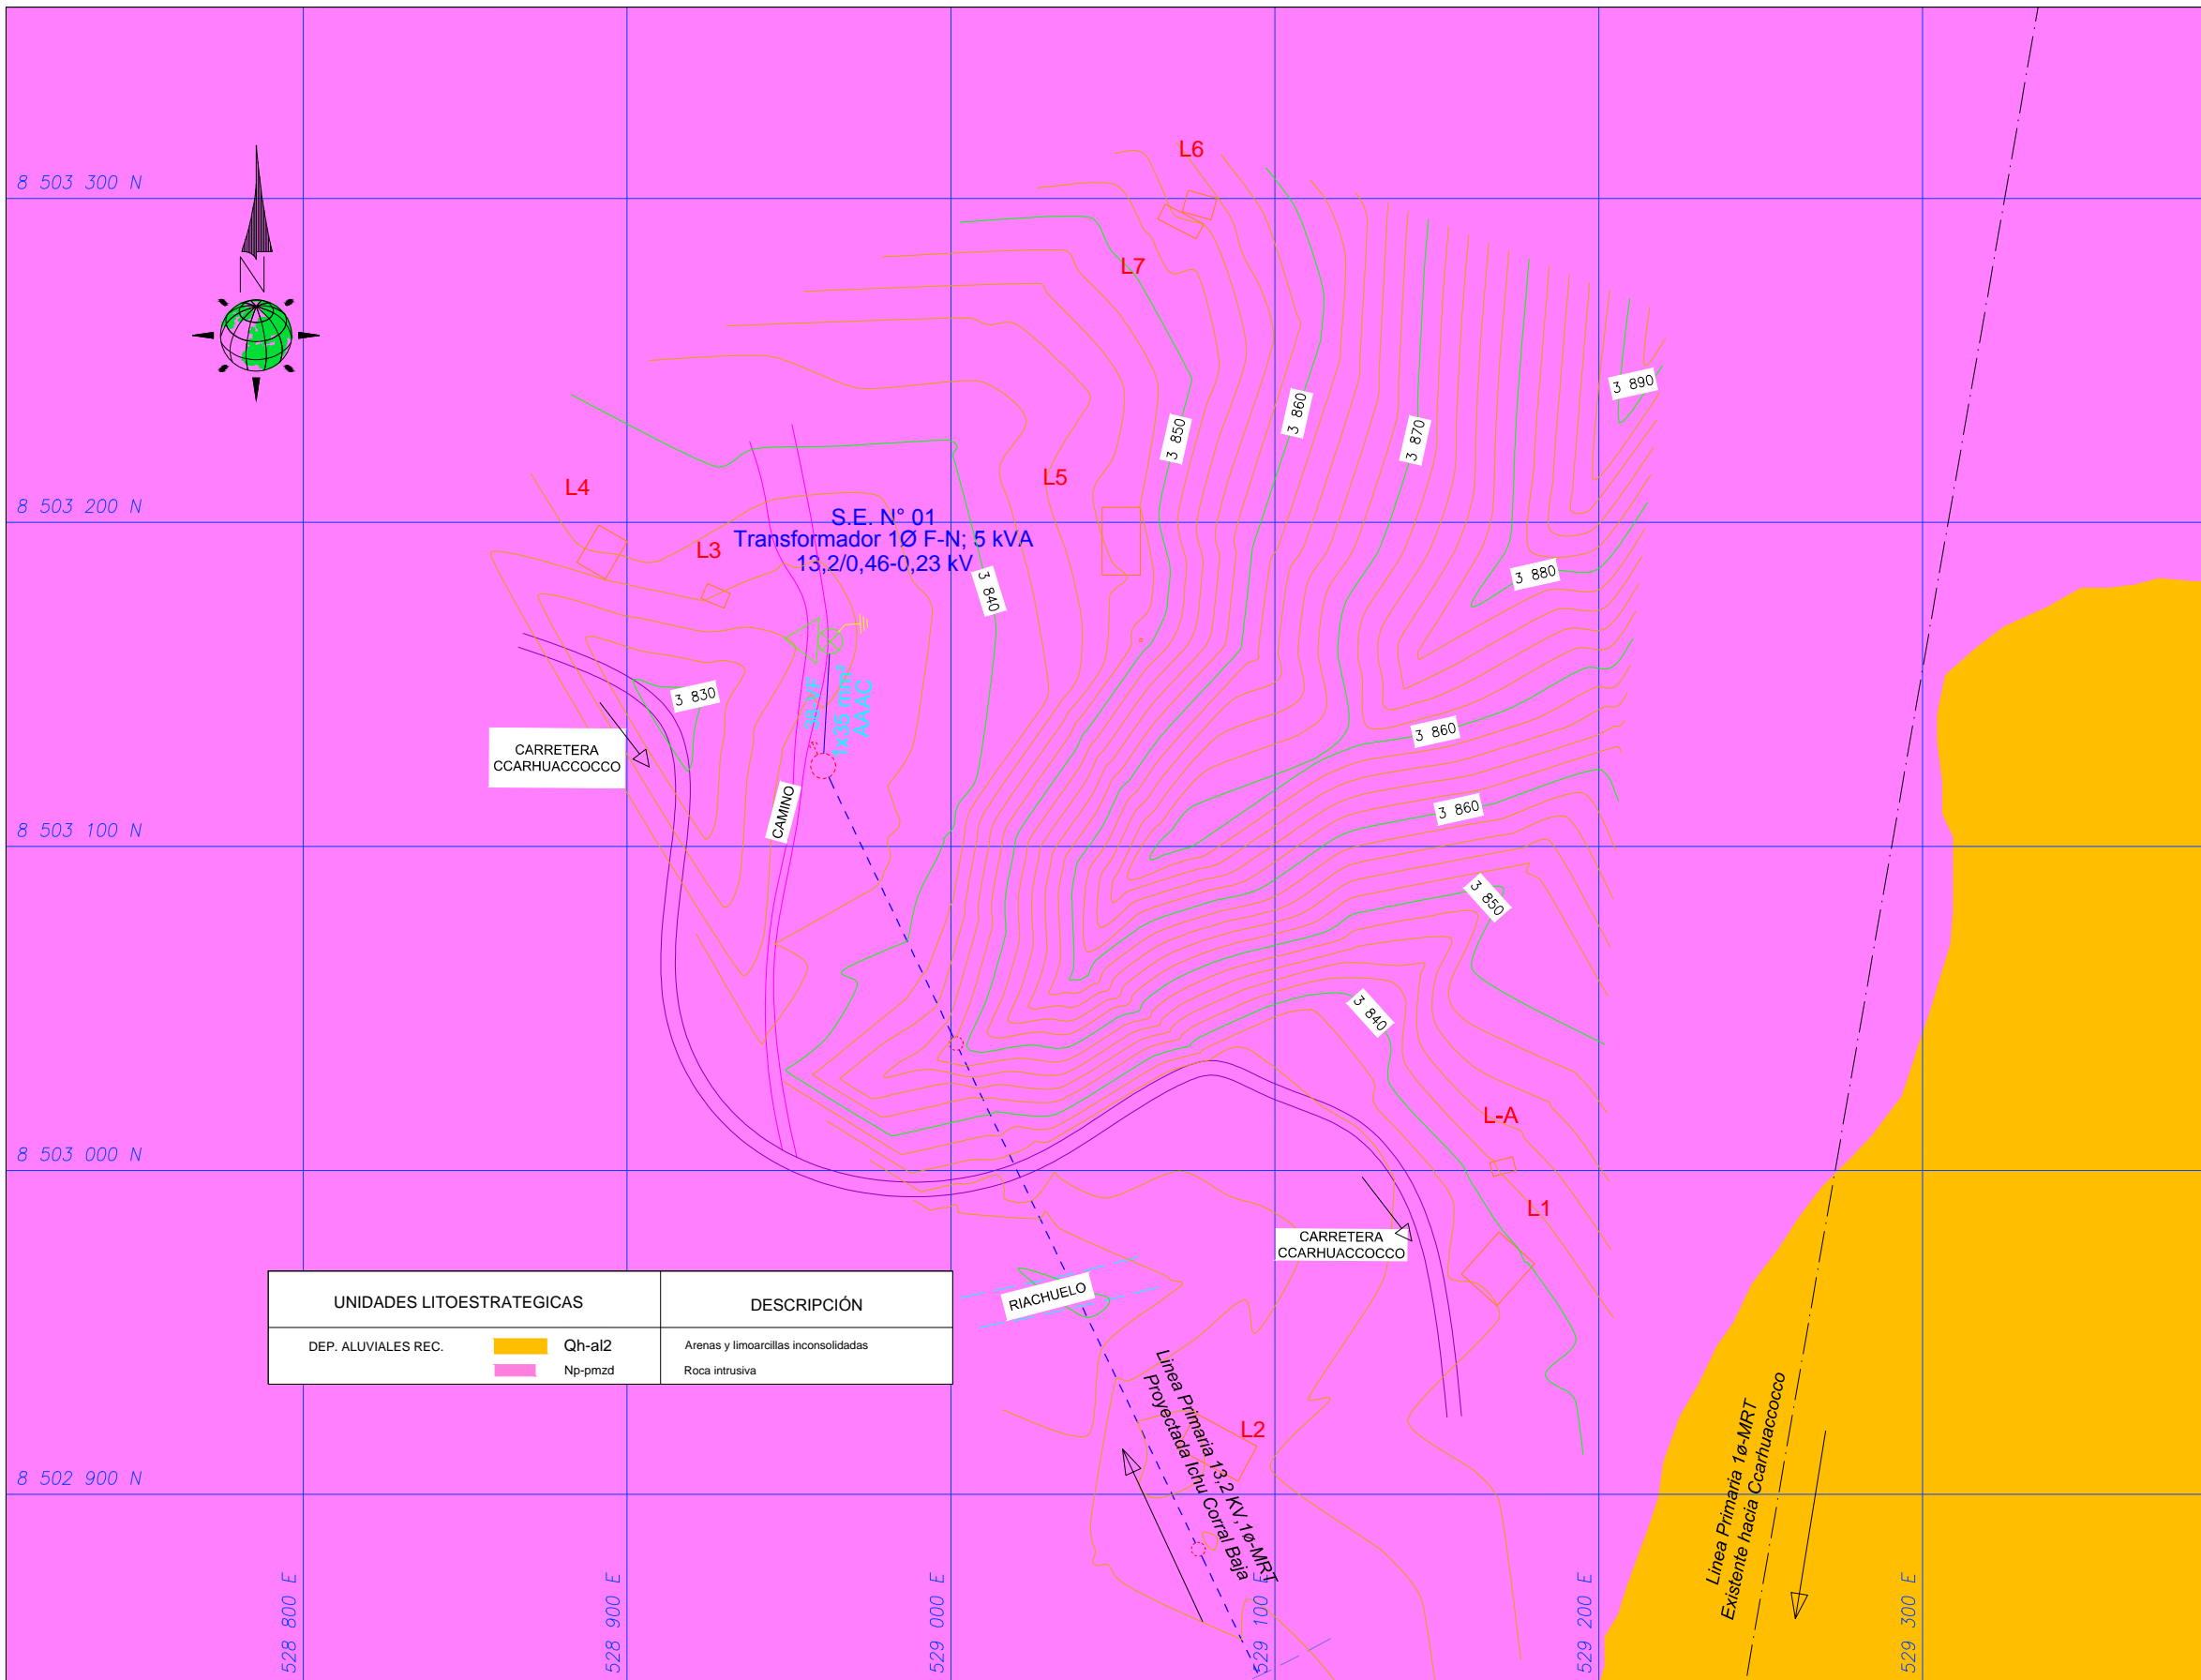 L6
8 503 300 N
N
L7
3 890
3 860
3 850
3 870
L5
L4
8 503 200 N
S.E. N° 01
Transformador 1Ø F-N; 5 kVA
13,2/0,46-0,23 kV
L3
3 880
3 840
3 830
1x35 mm²
AAAC
CARRETERA
CCARHUACCOCCO
3 860
CAMINO
3 860
8 503 100 N
3 850
3 840
L-A
8 503 000 N
L1
CARRETERA
CCARHUACCOCCO
RIACHUELO
UNIDADES LITOESTRATEGICAS
DESCRIPCIÓN
DEP. ALUVIALES REC.
Qh-al2
Arenas y limoarcillas inconsolidadas
Np-pmzd
Roca intrusiva
Linea Primaria 13,2 KV,1ø-MRT
Proyectada Ichu Corral Baja
L2
Linea Primaria 1ø-MRT
Existente hacia Ccarhuaccocco
8 502 900 N
528 800 E
528 900 E
529 000 E
529 100 E
529 200 E
529 300 E